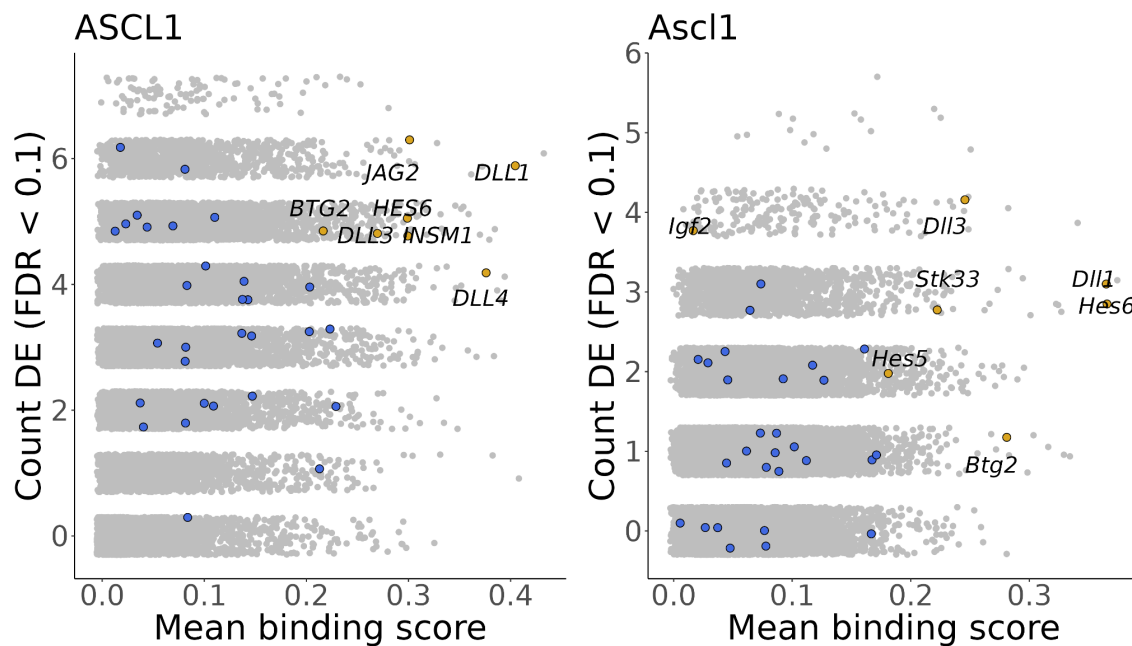 ASCL1
Count DE (FDR < 0.1)
6
4
2
0
JAG2
DLL1
BTG2
HES6
DLL3
INSM1
DLL4
0.0
0.1
0.2
0.3
0.4
Mean binding score
Ascl1
Count DE (FDR < 0.1)
6
5
4
3
2
1
0
Igf2
Dll3
Stk33
Dll1
Hes6
Hes5
Btg2
0.0
0.1
0.2
0.3
Mean binding score